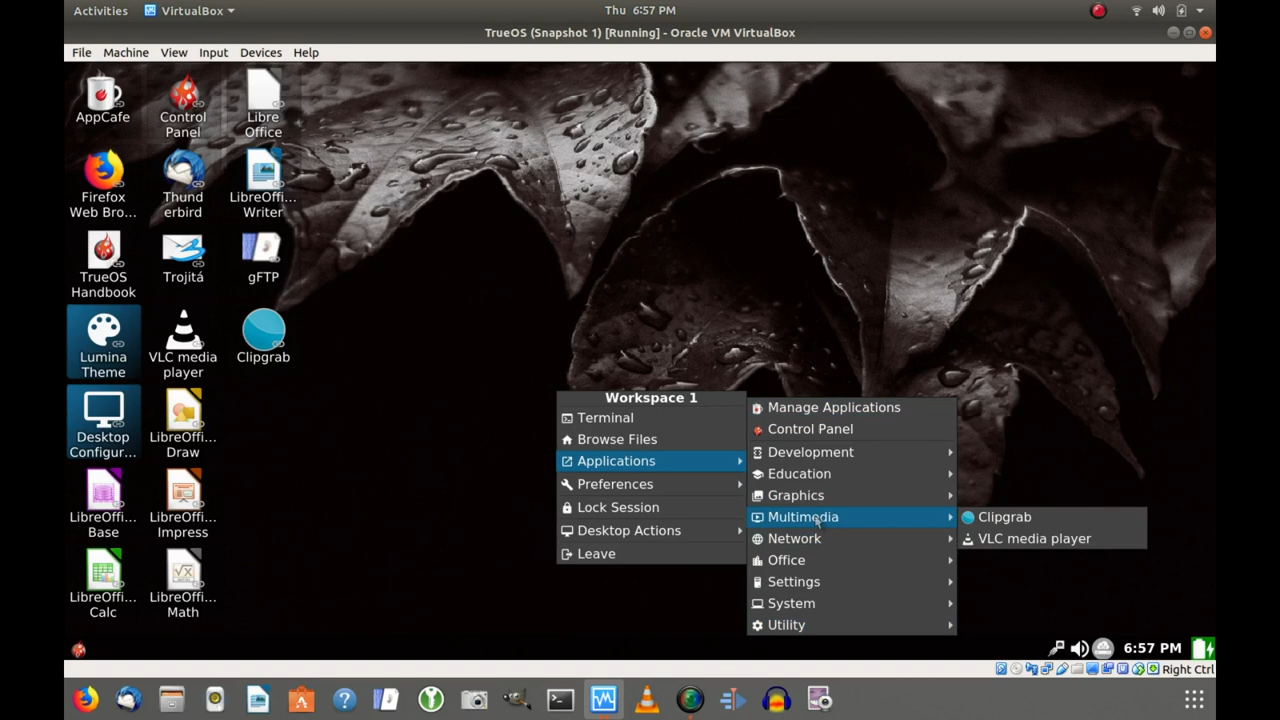 Activities VirtualBox Thu 6:57 PM
TrueOS (Snapshot 1) [Running] - Oracle VM VirtualBox
File Machine View Input Devices Help
AppCafe
Control
Panel
Libre
Office
Firefox
Web Bro...
Thund
erbird
LibreOffi...
Writer
TrueOS
Handbook
Trojitá
gFTP
Lumina
Theme
VLC media
player
Clipgrab
Desktop
Configur...
LibreOffi...
Draw
LibreOffi...
Base
LibreOffi...
Impress
LibreOffi...
Calc
LibreOffi...
Math
Workspace 1
Terminal
Browse Files
Applications
Preferences
Lock Session
Desktop Actions
Leave
Manage Applications
Control Panel
Development
Education
Graphics
Multimedia
Network
Office
Settings
System
Utility
Clipgrab
VLC media player
6:57 PM
Right Ctrl